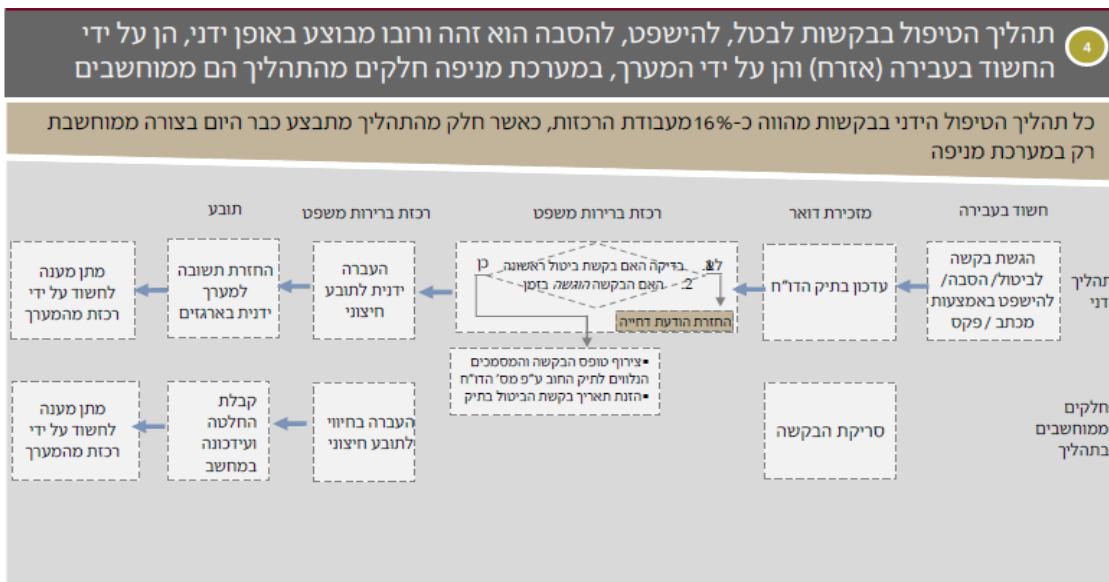 4
תהליך הטיפול בבקשות לבטל, להישפט, להסבה הוא זהה ורובו מבוצע באופן ידני, הן על ידי
החשוד בעבירה (אזרח) והן על ידי המערך, במערכת מניפה חלקים מהתהליך הם ממוחשבים
כל תהליך הטיפול הידני בבקשות מהווה כ-16% מעבודת הרכזות, כאשר חלק מהתהליך מתבצע כבר היום בצורה ממוחשבת
רק במערכת מניפה
חשוד בעבירה
מזכירת דואר
רכזת ברירות משפט
רכזת ברירות משפט
תובע
תהליך
דני
הגשת בקשה
לביטול/ הסבה/
להישפט באמצעות
מכתב / פקס
עדכון בתיק הדו"ח
בדיקה האם בקשת ביטול ראשונה
2. האם הבקשה הוגשה בזמן
לא
כן
החזרת הודעת דחייה
▪צירוף טופס הבקשה והמסמכים
הנלווים לתיק החוב ע"פ מס' הדו"ח
▪הזנת תאריך בקשת הביטול בתיק
העברה
ידנית לתובע
חיצוני
החזרת תשובה
למערך
ידנית בארגזים
מתן מענה
לחשוד על ידי
רכזת מהמערך
חלקים
ממוחשבים
בתהליך
סריקת הבקשה
העברה בחיווי
לתובע חיצוני
קבלת
החלטה
ועידכונה
במחשב
מתן מענה
לחשוד על ידי
רכזת מהמערך